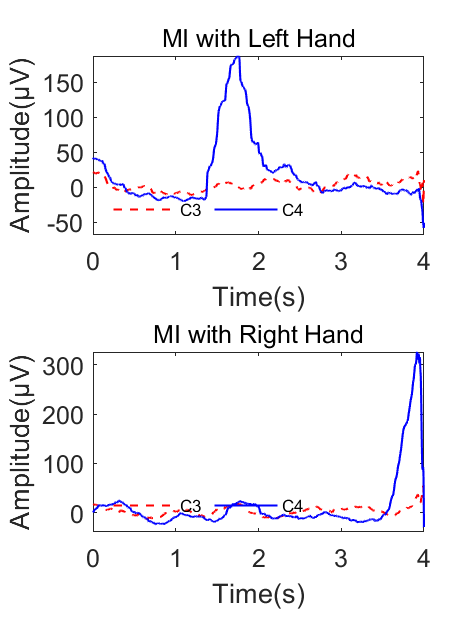 MI with Left Hand
Amplitude(μV)
150
100
50
0
-50
C3 C4
0 1 2 3 4
Time(s)
MI with Right Hand
Amplitude(μV)
300
200
100
0
C3 C4
0 1 2 3 4
Time(s)